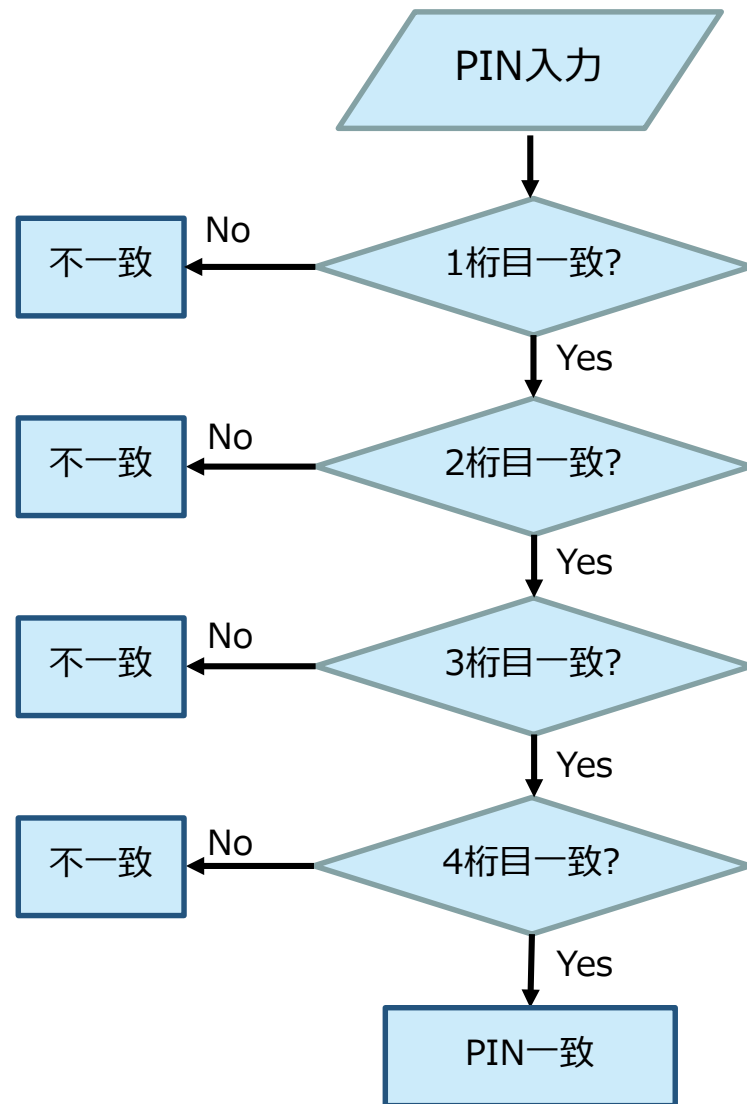 PIN入力
1桁目一致?
No
不一致
Yes
2桁目一致?
No
不一致
Yes
3桁目一致?
No
不一致
Yes
4桁目一致?
No
不一致
Yes
PIN一致